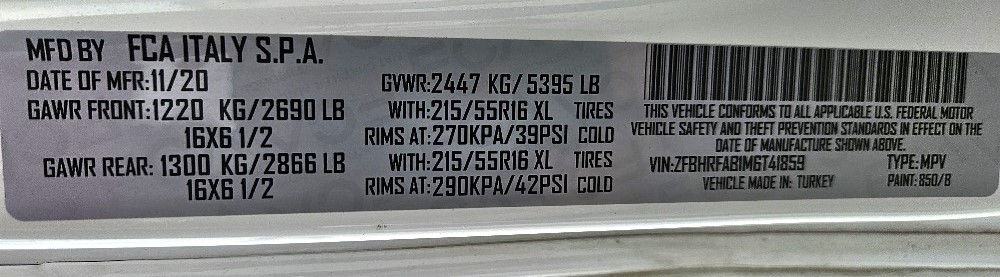 MFD BY FCA ITALY S.P.A.
DATE OF MFR:11/20
GAWR FRONT:1220 KG/2690 LB
16X6 1/2
GAWR REAR: 1300 KG/2866 LB
16X6 1/2
GVWR:2447 KG/ 5395 LB
WITH:215/55R16 XL TIRES
RIMS AT:270KPA/39PSI COLD
WITH:215/55R16 XL TIRES
RIMS AT:290KPA/42PSI COLD
THIS VEHICLE CONFORMS TO ALL APPLICABLE U.S. FEDERAL MOTOR
VEHICLE SAFETY AND THEFT PREVENTION STANDARDS IN EFFECT ON THE
DATE OF MANUFACTURE SHOWN ABOVE.
VIN:ZFBHRFAB1M6T41859 TYPE: MPV
VEHICLE MADE IN: TURKEY PAINT: 850/B